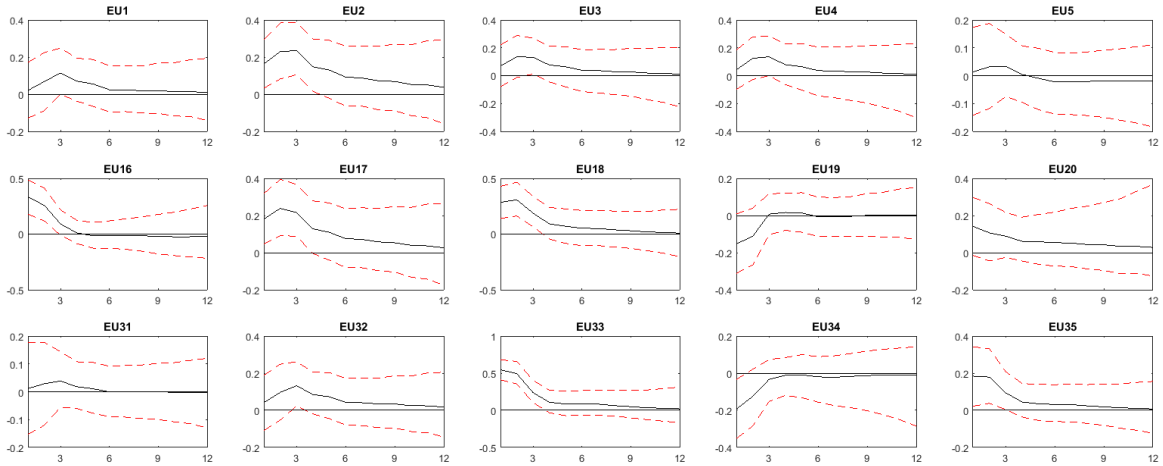 EU1 EU2 EU3 EU4 EU5
0.4 0.4 0.4 0.4 0.2
0.2 0.2 0.2 0.2 0.1
0 0 0 0 0
-0.2 -0.2 -0.1
-0.2 -0.2 -0.4 -0.4 -0.2
3 6 9 12 3 6 9 12 3 6 9 12 3 6 9 12 3 6 9 12
EU16 EU17 EU18 EU19 EU20
0.5 0.4 0.5 0.2 0.4
0.2 0 0.2
0 0 0 -0.2 0
-0.5 -0.2 -0.5 -0.4 -0.2
3 6 9 12 3 6 9 12 3 6 9 12 3 6 9 12 3 6 9 12
EU31 EU32 EU33 EU34 EU35
0.2 0.4 1 0.2 0.4
0.1 0.2 0.5 0 0.2
0 0 0 -0.2 0
-0.1
-0.2 -0.2 -0.5 -0.4 -0.2
3 6 9 12 3 6 9 12 3 6 9 12 3 6 9 12 3 6 9 12